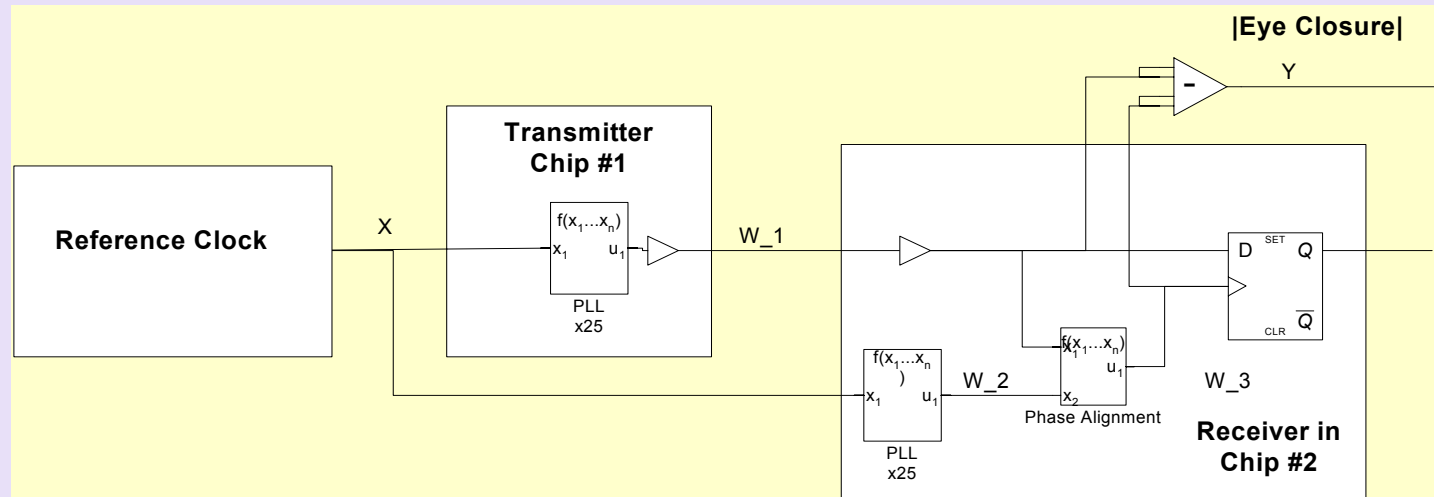 |Eye Closure|
Y
-
Transmitter
Chip #1
Reference Clock
X
f(x₁...xₙ)
x₁ u₁
PLL
x25
W_1
D SET Q
CLR Q̅
f(x₁...xₙ
)
x₁ u₁
PLL
x25
W_2
f(x₁...xₙ)
x₁
u₁
x₂
Phase Alignment
W_3
Receiver in
Chip #2